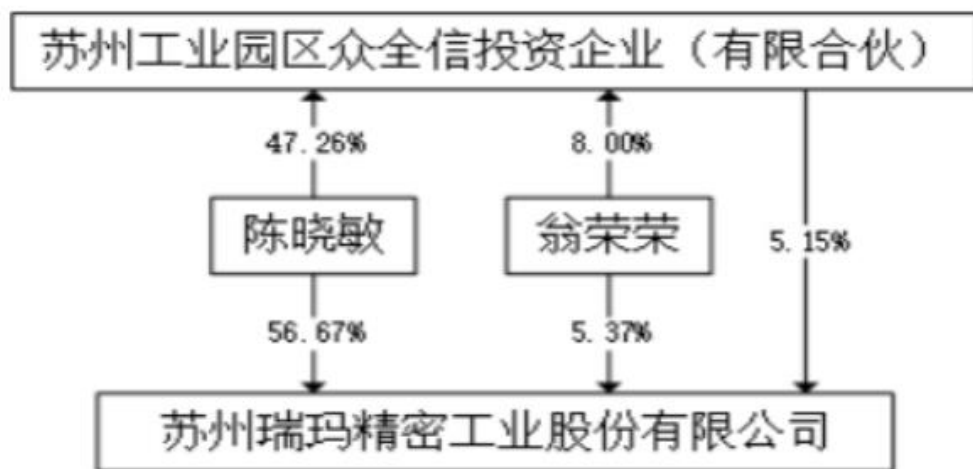 苏州工业园区众全信投资企业（有限合伙）
47.26%
8.00%
陈晓敏
翁荣荣
5.15%
56.67%
5.37%
苏州瑞玛精密工业股份有限公司